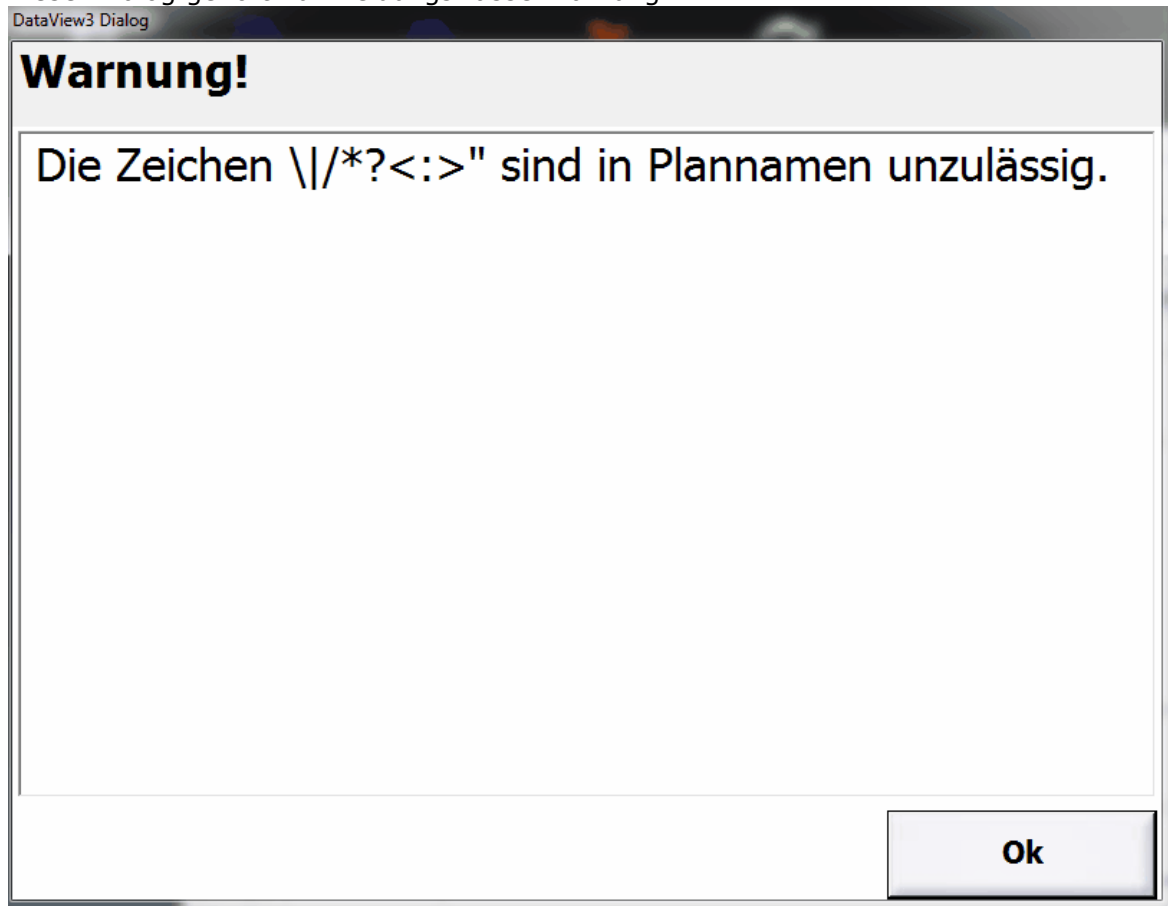 DataView3 Dialog
Warnung!
Die Zeichen \|/*?<:>" sind in Plannamen unzulässig.
Ok